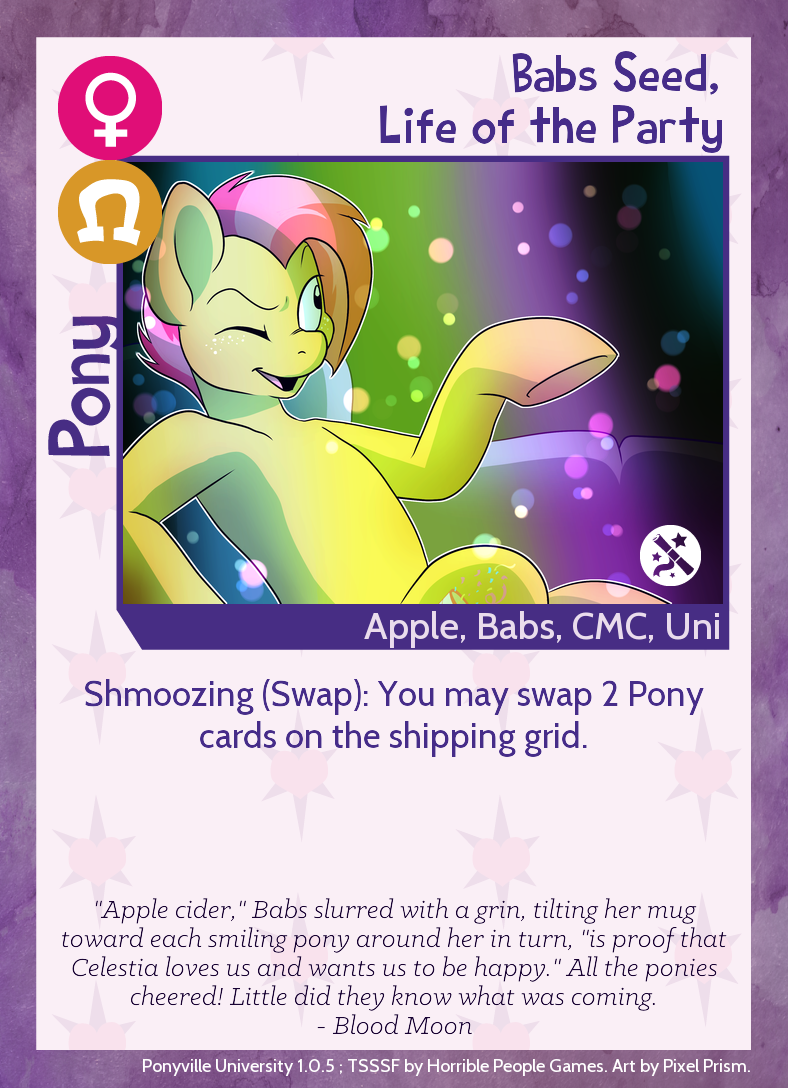 Babs Seed,
Life of the Party
Pony
Apple, Babs, CMC, Uni
Shmoozing (Swap): You may swap 2 Pony
cards on the shipping grid.
"Apple cider," Babs slurred with a grin, tilting her mug
toward each smiling pony around her in turn, "is proof that
Celestia loves us and wants us to be happy." All the ponies
cheered! Little did they know what was coming.
- Blood Moon
Ponyville University 1.0.5 ; TSSSF by Horrible People Games. Art by Pixel Prism.